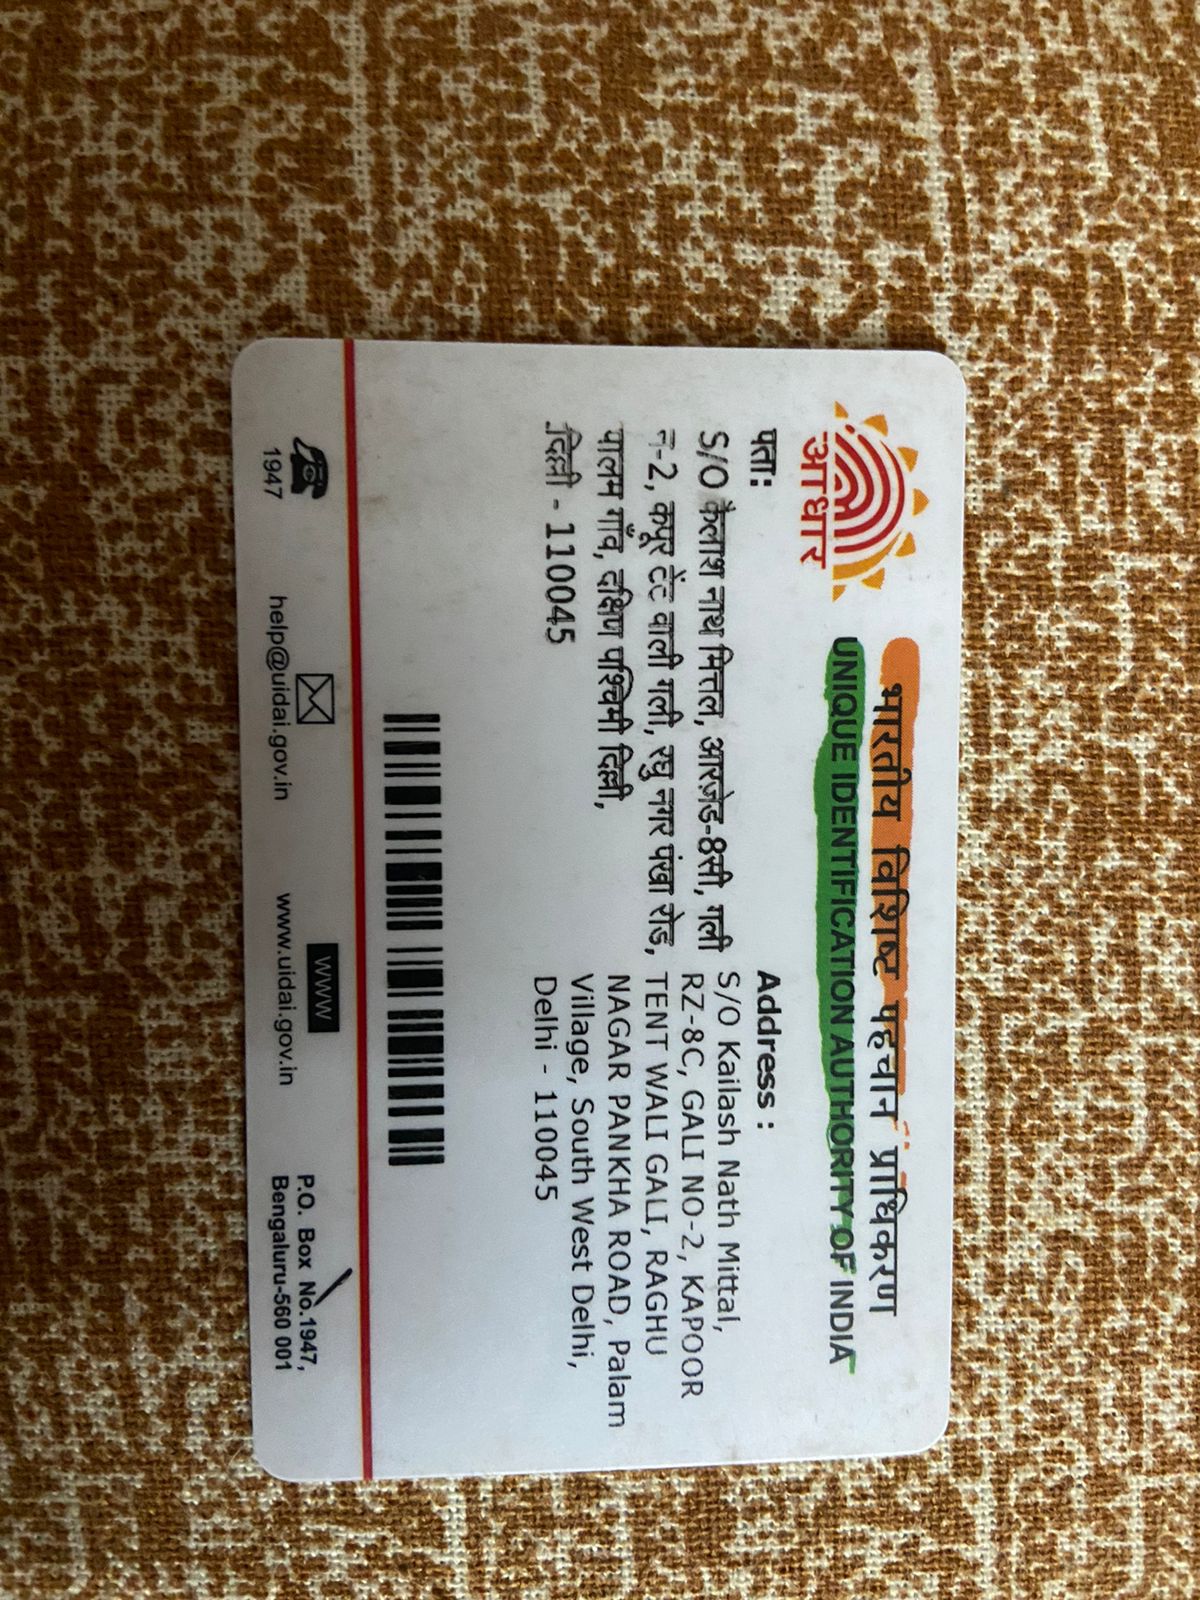 आधार
भारतीय विशिष्ट पहचान प्राधिकरण
UNIQUE IDENTIFICATION AUTHORITY OF INDIA
पता:
S/O कैलाश नाथ मित्तल, आरजेड-8सी, गली
न-2, कपूर टेंट वाली गली, रघु नगर पंखा रोड,
पालम गाँव, दक्षिण पश्चिमी दिल्ली,
दिल्ली - 110045
Address :
S/O Kailash Nath Mittal,
RZ-8C, GALI NO-2, KAPOOR
TENT WALI GALI, RAGHU
NAGAR PANKHA ROAD, Palam
Village, South West Delhi,
Delhi - 110045
1947
help@uidai.gov.in
www
www.uidai.gov.in
P.O. Box No.1947,
Bengaluru-560 001